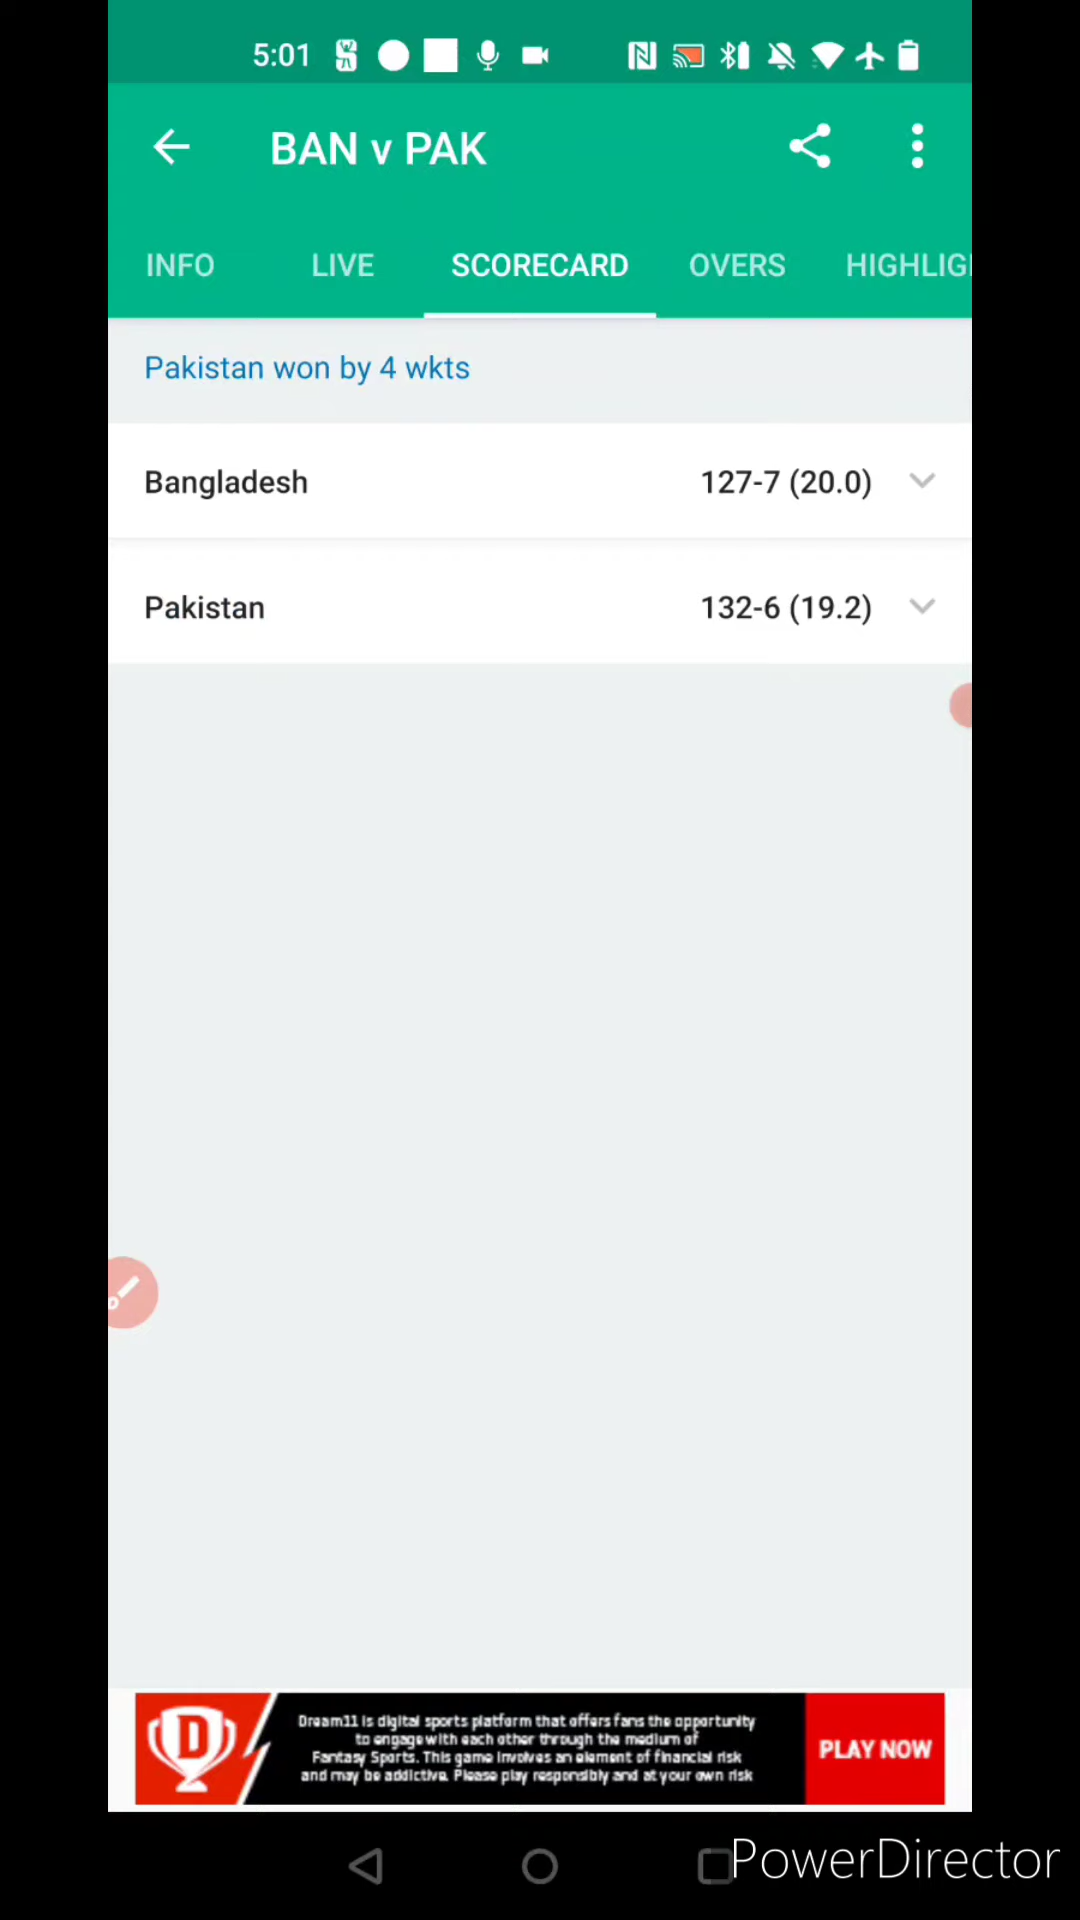 5:01
BAN v PAK
INFO LIVE SCORECARD OVERS HIGHLIG
Pakistan won by 4 wkts
Bangladesh 127-7 (20.0)
Pakistan 132-6 (19.2)
D
Dream11 is digital sports platform that offers fans the opportunity
to engage with each other through the medium of
Fantasy Sports. This game involves an element of financial risk
and may be addictive. Please play responsibly and at your own risk
PLAY NOW
PowerDirector